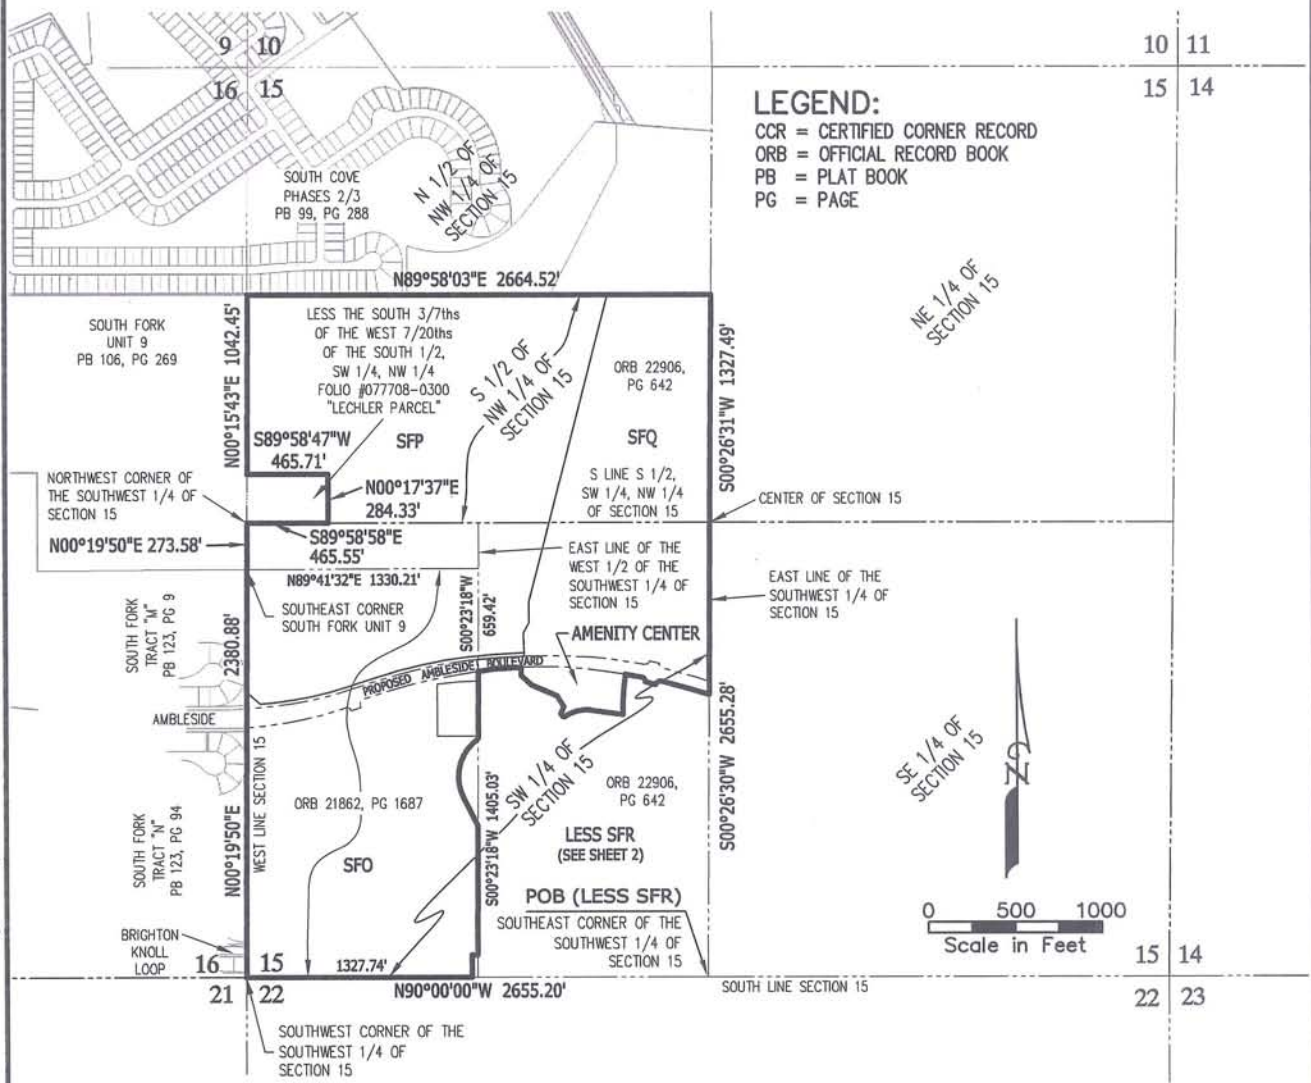 9 10
16 15
10 11
15 14
LEGEND:
CCR = CERTIFIED CORNER RECORD
ORB = OFFICIAL RECORD BOOK
PB = PLAT BOOK
PG = PAGE
SOUTH COVE
PHASES 2/3
PB 99, PG 288
N 1/2 OF
NW 1/4 OF
SECTION 15
N89°58'03"E 2664.52'
NE 1/4 OF
SECTION 15
SOUTH FORK
UNIT 9
PB 106, PG 269
N00°15'43"E 1042.45'
LESS THE SOUTH 3/7ths
OF THE WEST 7/20ths
OF THE SOUTH 1/2,
SW 1/4, NW 1/4
FOLIO #077708-0300
"LECHLER PARCEL"
S 1/2 OF
NW 1/4 OF
SECTION 15
ORB 22906,
PG 642
S00°26'31"W 1327.49'
S89°58'47"W
465.71'
SFP
SFQ
NORTHWEST CORNER OF
THE SOUTHWEST 1/4 OF
SECTION 15
N00°17'37"E
284.33'
S LINE S 1/2,
SW 1/4, NW 1/4
OF SECTION 15
CENTER OF SECTION 15
N00°19'50"E 273.58'
S89°58'58"E
465.55'
N89°41'32"E 1330.21'
EAST LINE OF THE
WEST 1/2 OF THE
SOUTHWEST 1/4 OF
SECTION 15
EAST LINE OF THE
SOUTHWEST 1/4 OF
SECTION 15
SOUTHEAST CORNER
SOUTH FORK UNIT 9
S00°23'18"W
659.42'
SOUTH FORK
TRACT "M"
PB 123, PG 9
2380.88'
AMENITY CENTER
PROPOSED AMBLESIDE BOULEVARD
AMBLESIDE
S00°26'30"W 2655.28'
SE 1/4 OF
SECTION 15
N
WEST LINE SECTION 15
ORB 21862, PG 1687
SW 1/4 OF
SECTION 15
ORB 22906,
PG 642
SOUTH FORK
TRACT "N"
PB 123, PG 94
N00°19'50"E
S00°23'18"W 1405.03'
LESS SFR
(SEE SHEET 2)
SFO
POB (LESS SFR)
SOUTHEAST CORNER OF THE
SOUTHWEST 1/4 OF
SECTION 15
0 500 1000
Scale in Feet
BRIGHTON
KNOLL
LOOP
16 15
21 22
1327.74'
N90°00'00"W 2655.20'
SOUTH LINE SECTION 15
15 14
22 23
SOUTHWEST CORNER OF THE
SOUTHWEST 1/4 OF
SECTION 15